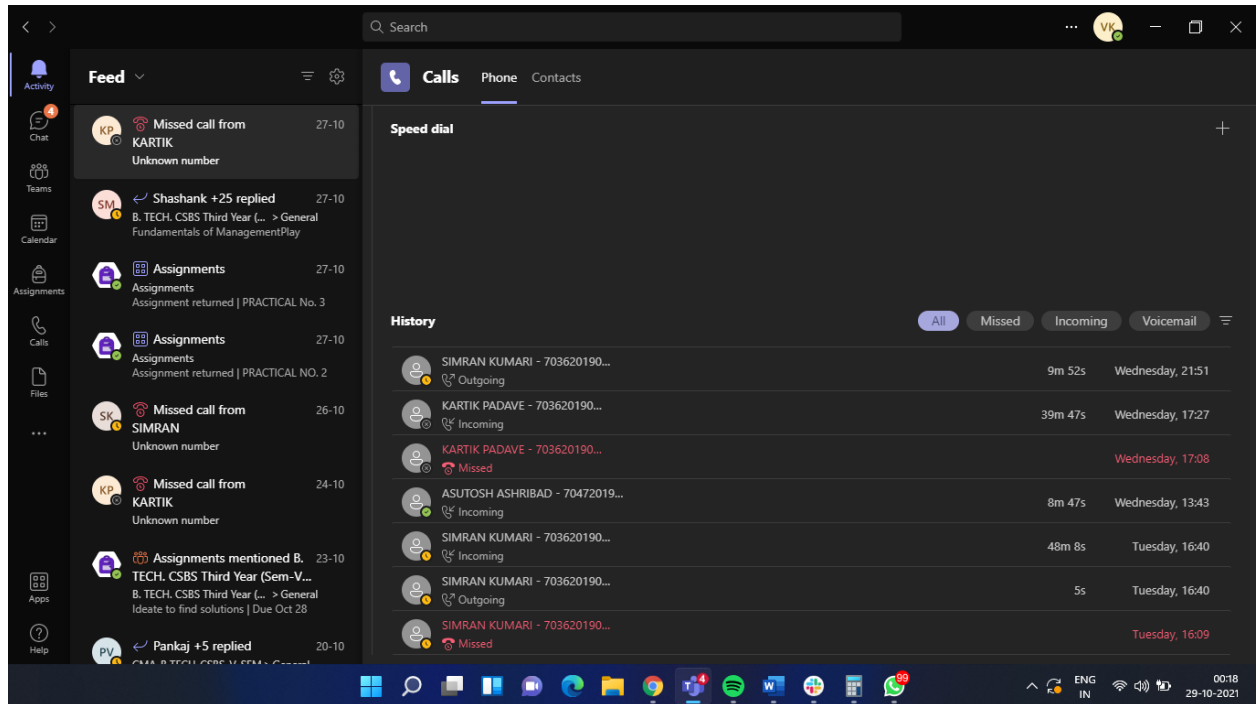 Search
VK
Activity
4
Chat
Teams
Calendar
Assignments
Calls
Files
Apps
Help
Feed
KP
Missed call from
27-10
KARTIK
Unknown number
SM
Shashank +25 replied
27-10
B. TECH. CSBS Third Year (... > General
Fundamentals of ManagementPlay
Assignments
27-10
Assignments
Assignment returned | PRACTICAL No. 3
Assignments
27-10
Assignments
Assignment returned | PRACTICAL NO. 2
SK
Missed call from
26-10
SIMRAN
Unknown number
KP
Missed call from
24-10
KARTIK
Unknown number
Assignments mentioned B.
23-10
TECH. CSBS Third Year (Sem-V...
B. TECH. CSBS Third Year (... > General
Ideate to find solutions | Due Oct 28
PV
Pankaj +5 replied
20-10
CMA-B.TECH-CSBS-V-SEM > General
Calls Phone Contacts
Speed dial
History
All Missed Incoming Voicemail
SIMRAN KUMARI - 703620190...
Outgoing
9m 52s Wednesday, 21:51
KARTIK PADAVE - 703620190...
Incoming
39m 47s Wednesday, 17:27
KARTIK PADAVE - 703620190...
Missed
Wednesday, 17:08
ASUTOSH ASHRIBAD - 70472019...
Incoming
8m 47s Wednesday, 13:43
SIMRAN KUMARI - 703620190...
Incoming
48m 8s Tuesday, 16:40
SIMRAN KUMARI - 703620190...
Outgoing
5s Tuesday, 16:40
SIMRAN KUMARI - 703620190...
Missed
Tuesday, 16:09
4
99
ENG
IN
00:18
29-10-2021